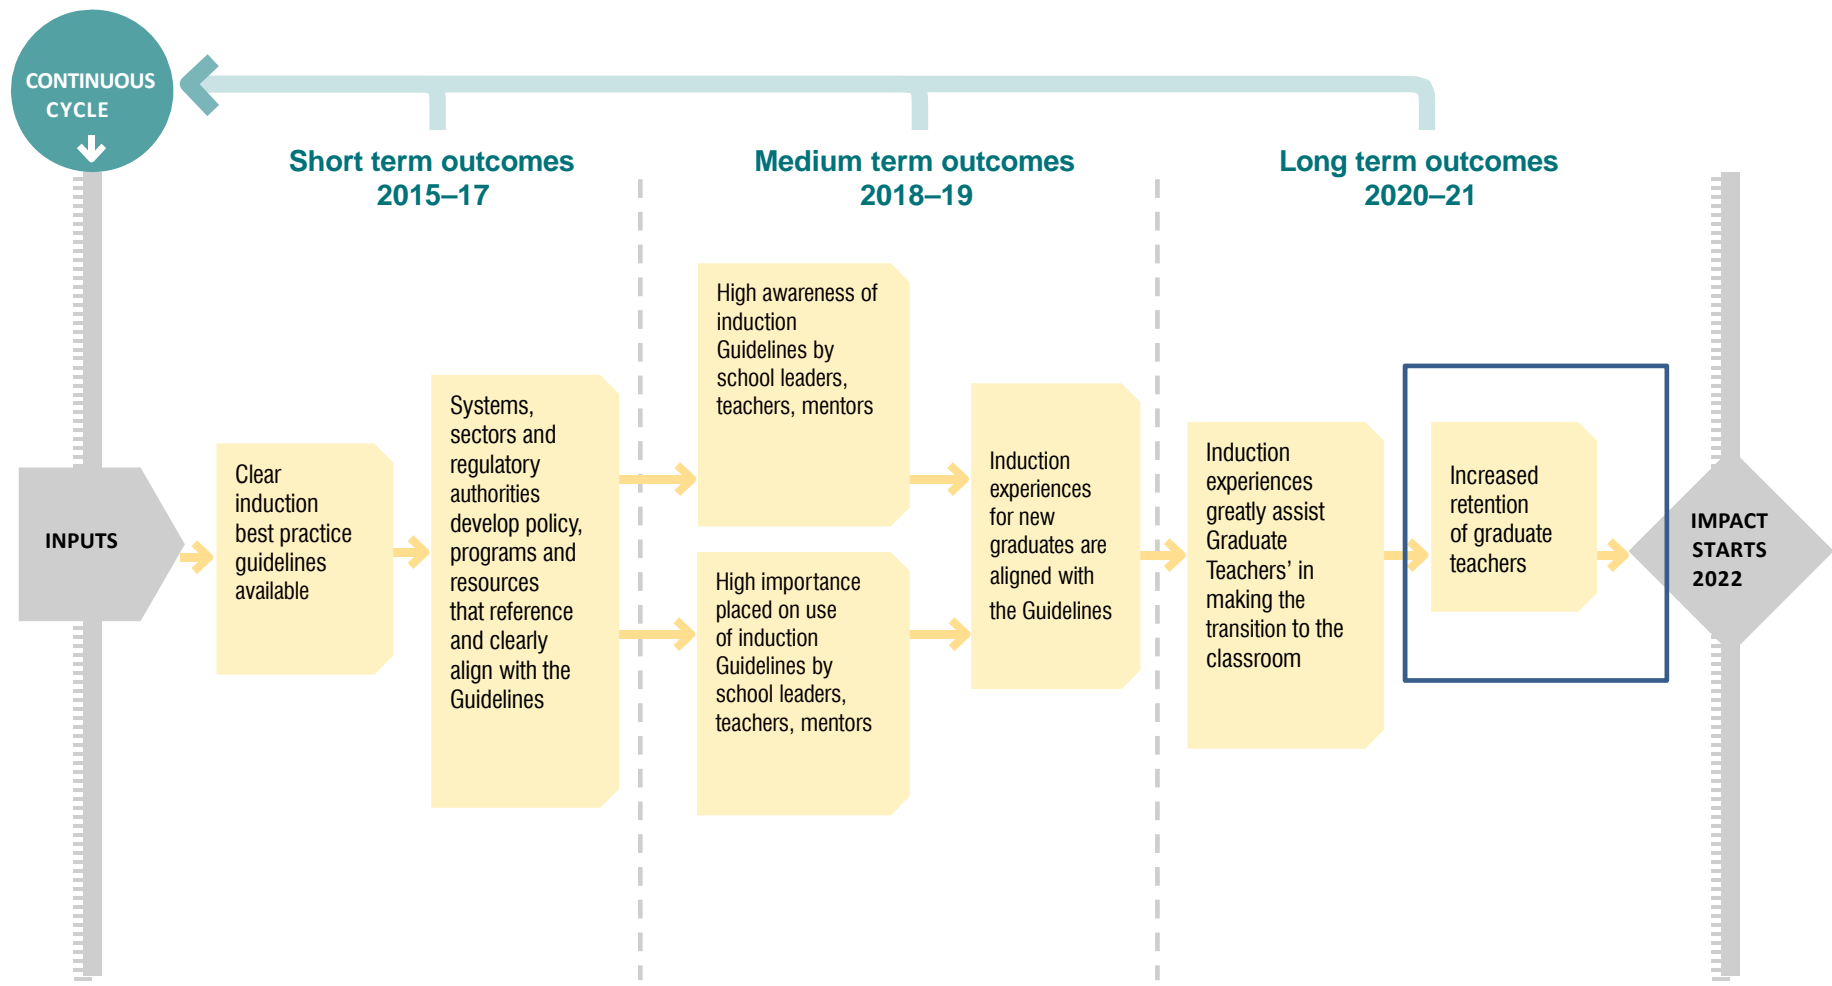 CONTINUOUS
CYCLE
Short term outcomes
2015–17
Medium term outcomes
2018–19
Long term outcomes
2020–21
INPUTS
Clear
induction
best practice
guidelines
available
Systems,
sectors and
regulatory
authorities
develop policy,
programs and
resources
that reference
and clearly
align with the
Guidelines
High awareness of
induction
Guidelines by
school leaders,
teachers, mentors
High importance
placed on use
of induction
Guidelines by
school leaders,
teachers, mentors
Induction
experiences
for new
graduates are
aligned with
the Guidelines
Induction
experiences
greatly assist
Graduate
Teachers’ in
making the
transition to the
classroom
Increased
retention
of graduate
teachers
IMPACT
STARTS
2022